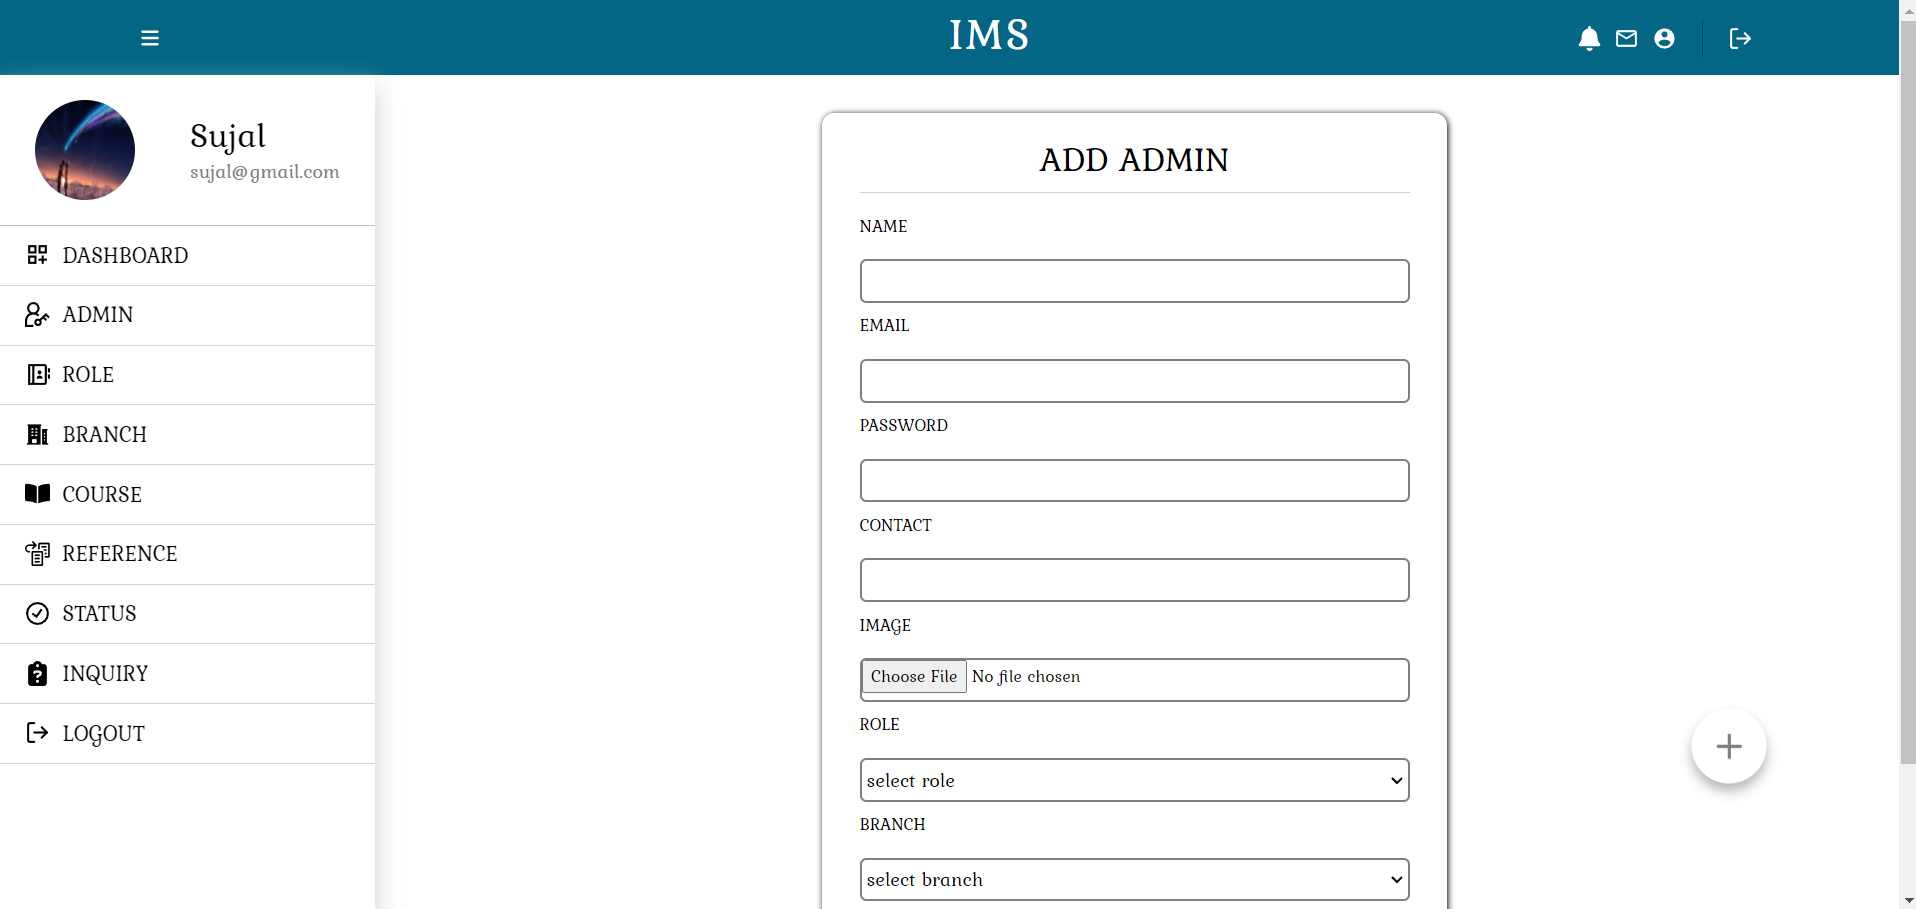 IMS
Sujal
sujal@gmail.com
DASHBOARD
ADMIN
ROLE
BRANCH
COURSE
REFERENCE
STATUS
INQUIRY
LOGOUT
ADD ADMIN
NAME
EMAIL
PASSWORD
CONTACT
IMAGE
Choose File No file chosen
ROLE
select role
BRANCH
select branch